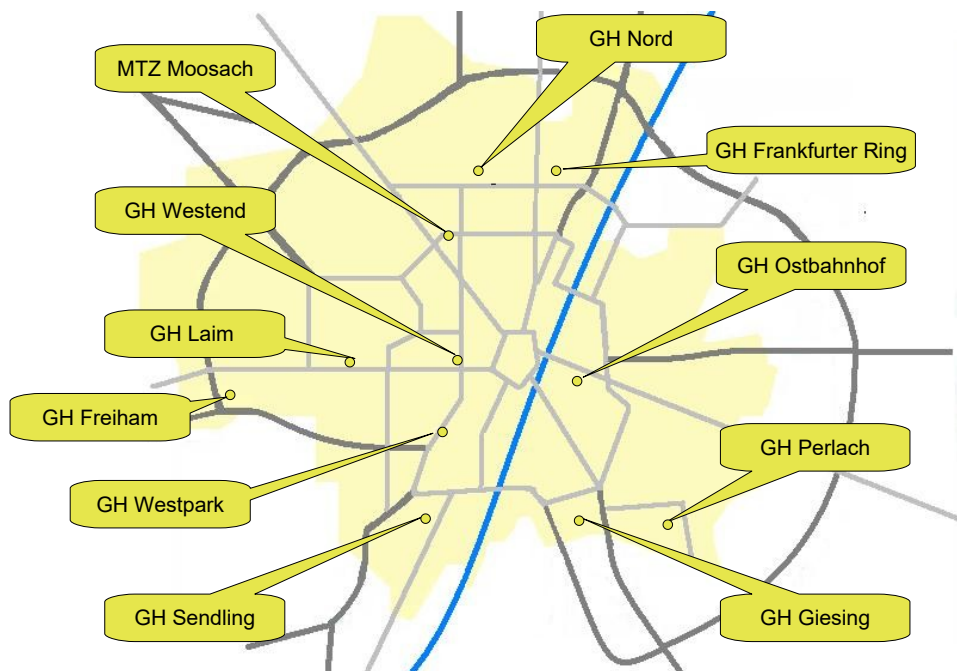 GH Nord
MTZ Moosach
GH Frankfurter Ring
GH Westend
GH Ostbahnhof
GH Laim
GH Freiham
GH Perlach
GH Westpark
GH Sendling
GH Giesing